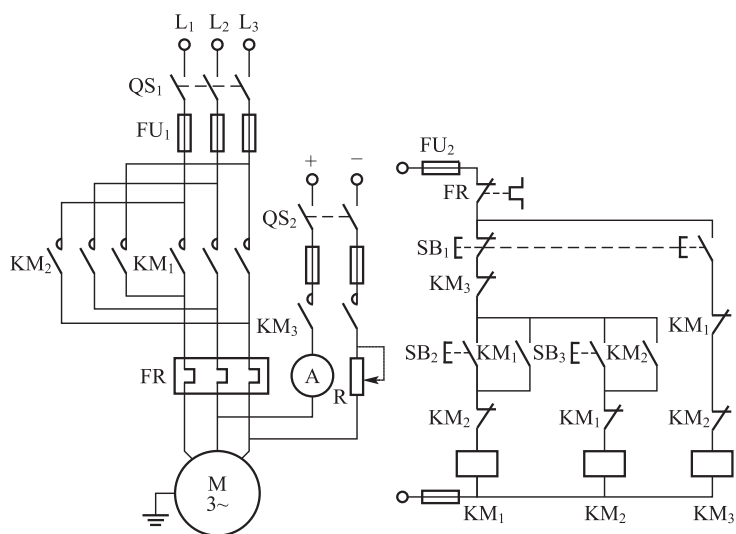 L1 L2 L3
QS1
FU1
+ −
QS2
KM2 KM1
KM3
A
FR
R
M
3~
FU2
FR
SB1
KM3
KM1
SB2 KM1 SB3 KM2
KM2 KM1 KM2
KM1 KM2 KM3